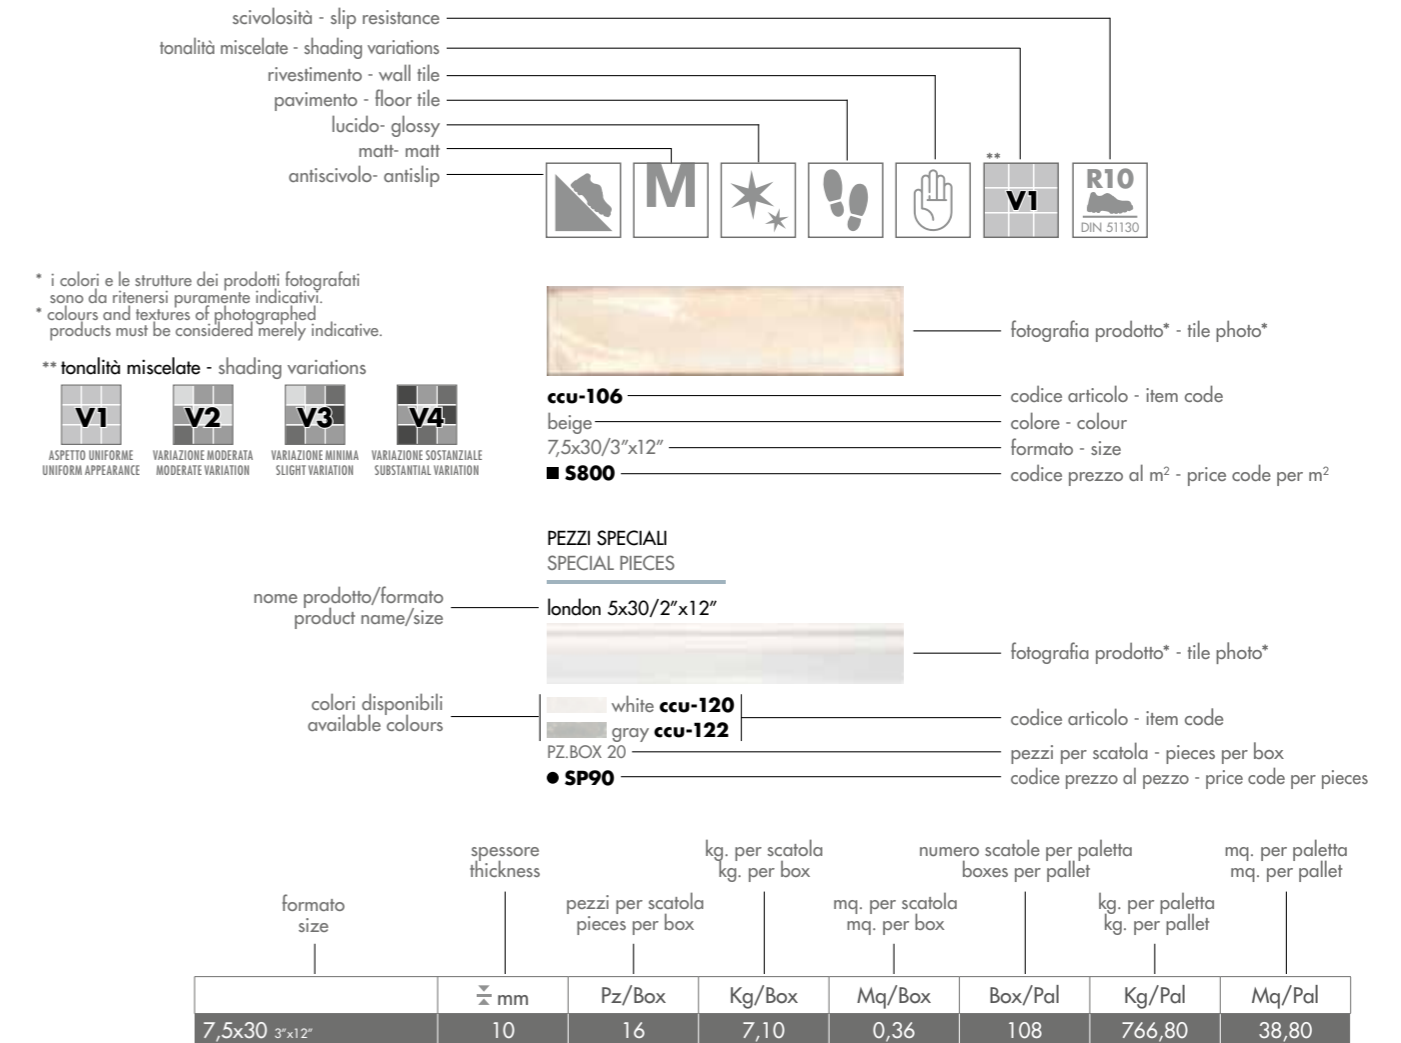 scivolosità - slip resistance
tonalità miscelate - shading variations
rivestimento - wall tile
pavimento - floor tile
lucido- glossy
matt- matt
antiscivolo- antislip
M
**
V1
R10
DIN 51130
* i colori e le strutture dei prodotti fotografati
sono da ritenersi puramente indicativi.
* colours and textures of photographed
products must be considered merely indicative.
** tonalità miscelate - shading variations
V1
V2
V3
V4
ASPETTO UNIFORME
UNIFORM APPEARANCE
VARIAZIONE MODERATA
MODERATE VARIATION
VARIAZIONE MINIMA
SLIGHT VARIATION
VARIAZIONE SOSTANZIALE
SUBSTANTIAL VARIATION
fotografia prodotto* - tile photo*
ccu-106
codice articolo - item code
beige
colore - colour
7,5x30/3"x12"
formato - size
■ S800
codice prezzo al m² - price code per m²
PEZZI SPECIALI
SPECIAL PIECES
nome prodotto/formato
product name/size
london 5x30/2"x12"
fotografia prodotto* - tile photo*
colori disponibili
available colours
white ccu-120
gray ccu-122
codice articolo - item code
PZ.BOX 20
pezzi per scatola - pieces per box
● SP90
codice prezzo al pezzo - price code per pieces
formato
size
spessore
thickness
pezzi per scatola
pieces per box
kg. per scatola
kg. per box
mq. per scatola
mq. per box
numero scatole per paletta
boxes per pallet
kg. per paletta
kg. per pallet
mq. per paletta
mq. per pallet
mm Pz/Box Kg/Box Mq/Box Box/Pal Kg/Pal Mq/Pal
7,5x30 3"x12" 10 16 7,10 0,36 108 766,80 38,80